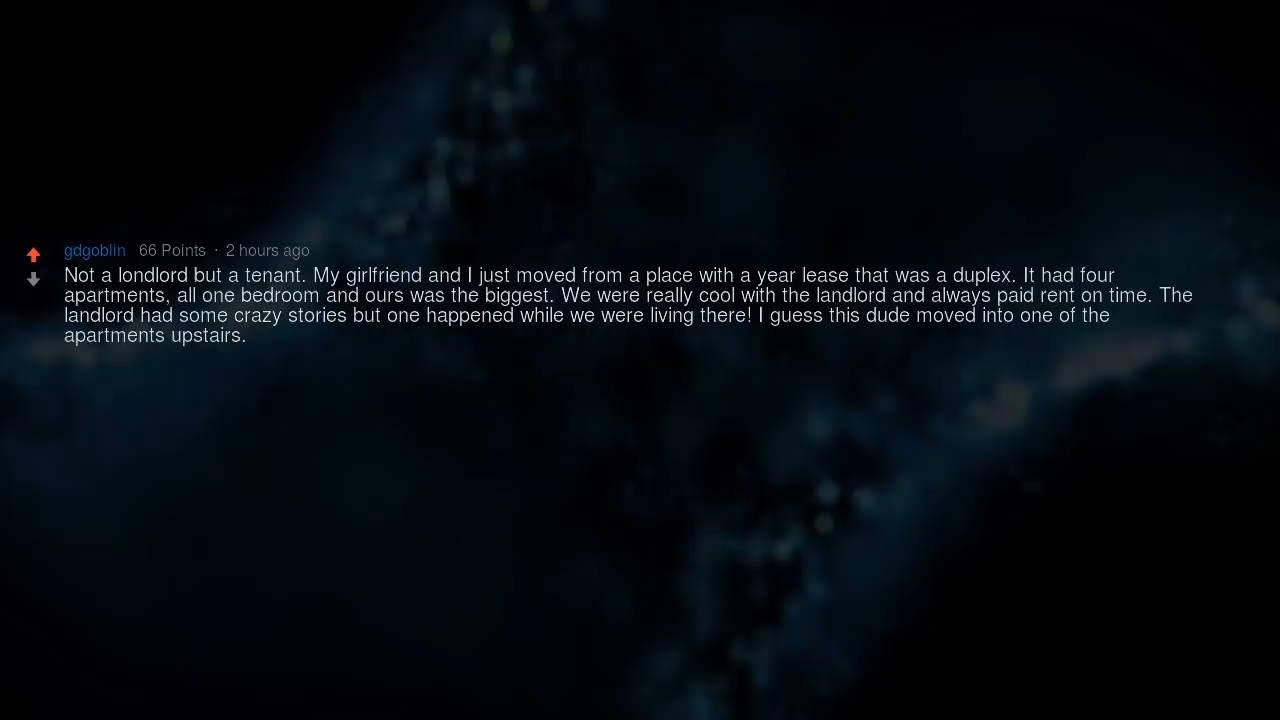 gdgoblin 66 Points · 2 hours ago
Not a londlord but a tenant. My girlfriend and I just moved from a place with a year lease that was a duplex. It had four
apartments, all one bedroom and ours was the biggest. We were really cool with the landlord and always paid rent on time. The
landlord had some crazy stories but one happened while we were living there! I guess this dude moved into one of the
apartments upstairs.